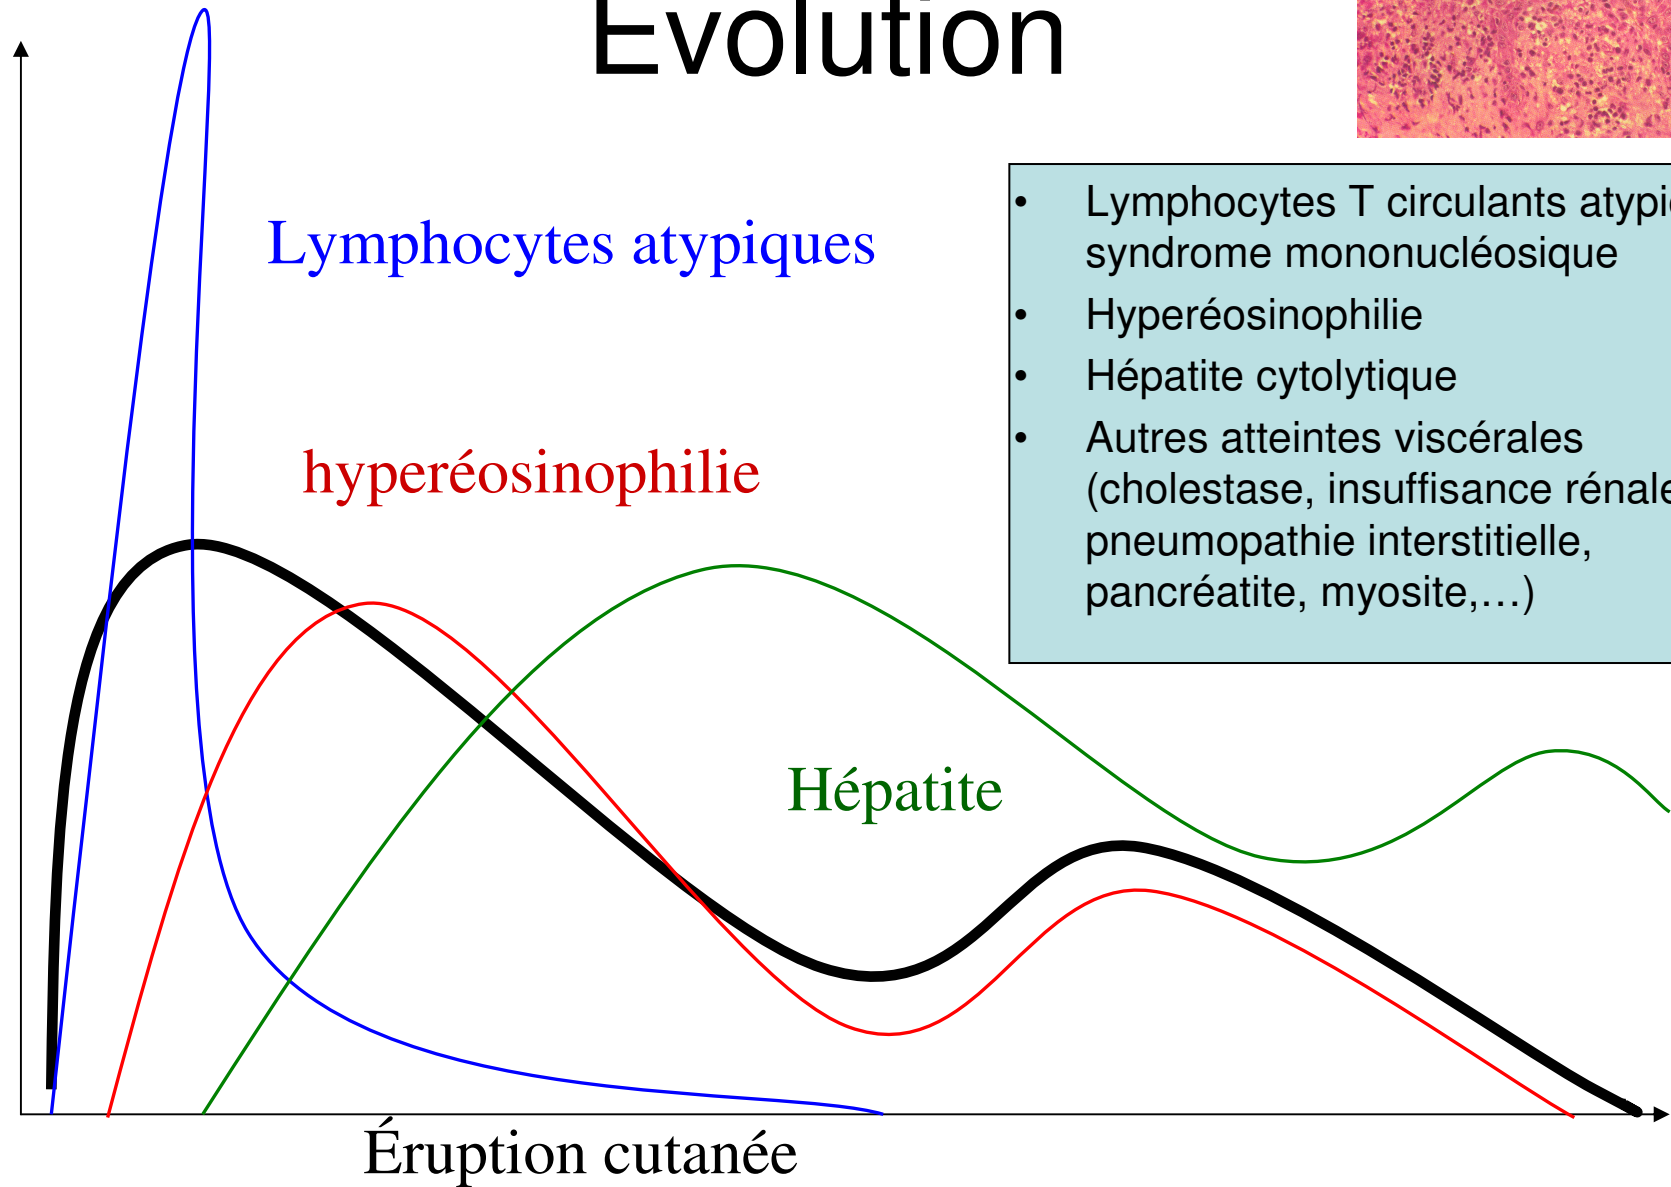 Evolution
Lymphocytes atypiques
hyperéosinophilie
Hépatite
Éruption cutanée
• Lymphocytes T circulants
syndrome mononucléosique
• Hyperéosinophilie
• Hépatite cytolytique
• Autres atteintes viscérales
(cholestase, insuffisance rénale
pneumopathie interstitielle,
pancréatite, myosite,…)